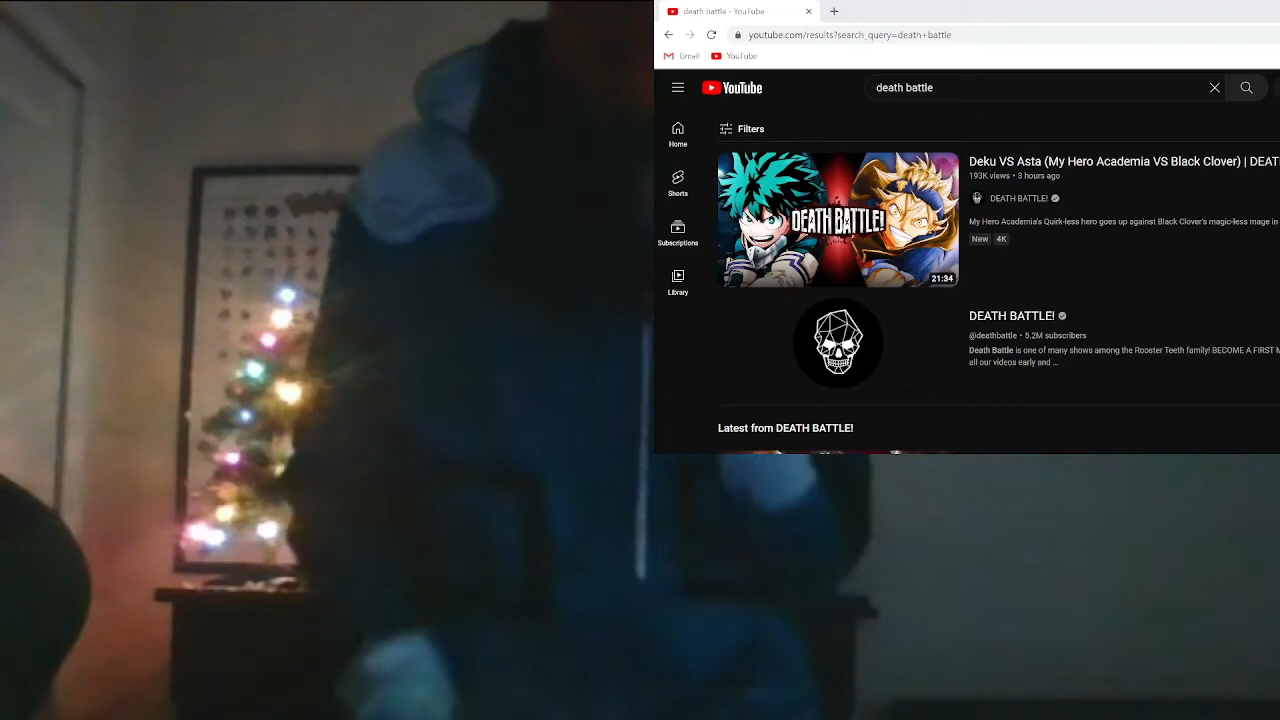 death battle - YouTube
youtube.com/results?search_query=death+battle
Gmail
YouTube
YouTube
death battle
Home
Shorts
Subscriptions
Library
Filters
DEATH BATTLE!
21:34
Deku VS Asta (My Hero Academia VS Black Clover) | DEAT
193K views • 3 hours ago
DEATH BATTLE!
My Hero Academia's Quirk-less hero goes up against Black Clover's magic-less mage in
New 4K
DEATH BATTLE!
@deathbattle • 5.2M subscribers
Death Battle is one of many shows among the Rooster Teeth family! BECOME A FIRST
all our videos early and ...
Latest from DEATH BATTLE!